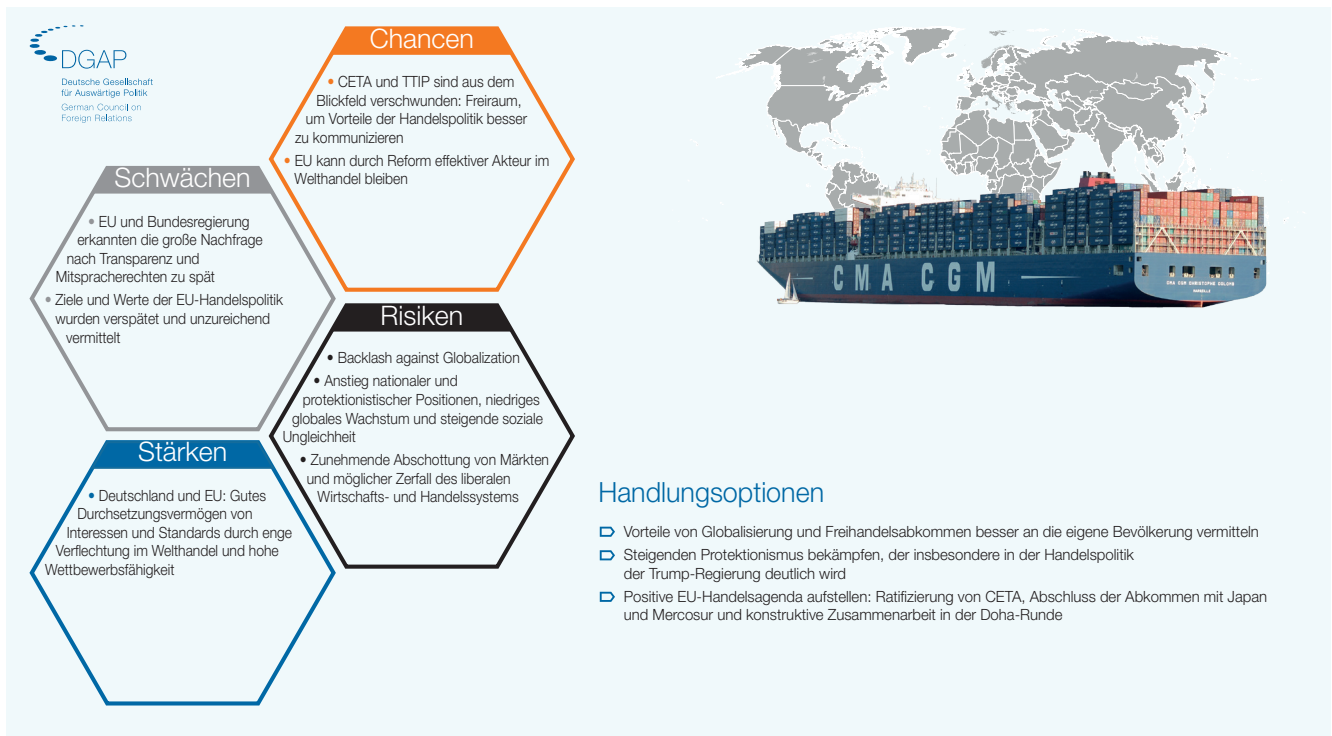 DGAP
Deutsche Gesellschaft
für Auswärtige Politik
German Council on
Foreign Relations
Chancen
• CETA und TTIP sind aus dem
Blickfeld verschwunden: Freiraum,
um Vorteile der Handelspolitik besser
zu kommunizieren
• EU kann durch Reform effektiver Akteur im
Welthandel bleiben
Schwächen
• EU und Bundesregierung
erkannten die große Nachfrage
nach Transparenz und
Mitspracherechten zu spät
• Ziele und Werte der EU-Handelspolitik
wurden verspätet und unzureichend
vermittelt
Risiken
• Backlash against Globalization
• Anstieg nationaler und
protektionistischer Positionen, niedriges
globales Wachstum und steigende soziale
Ungleichheit
• Zunehmende Abschottung von Märkten
und möglicher Zerfall des liberalen
Wirtschafts- und Handelssystems
Stärken
• Deutschland und EU: Gutes
Durchsetzungsvermögen von
Interessen und Standards durch enge
Verflechtung im Welthandel und hohe
Wettbewerbsfähigkeit
CMA CGM
CMA CGM CHRISTOPHE COLOMB
MARSEILLE
Handlungsoptionen
Vorteile von Globalisierung und Freihandelsabkommen besser an die eigene Bevölkerung vermitteln
Steigenden Protektionismus bekämpfen, der insbesondere in der Handelspolitik
der Trump-Regierung deutlich wird
Positive EU-Handelsagenda aufstellen: Ratifizierung von CETA, Abschluss der Abkommen mit Japan
und Mercosur und konstruktive Zusammenarbeit in der Doha-Runde